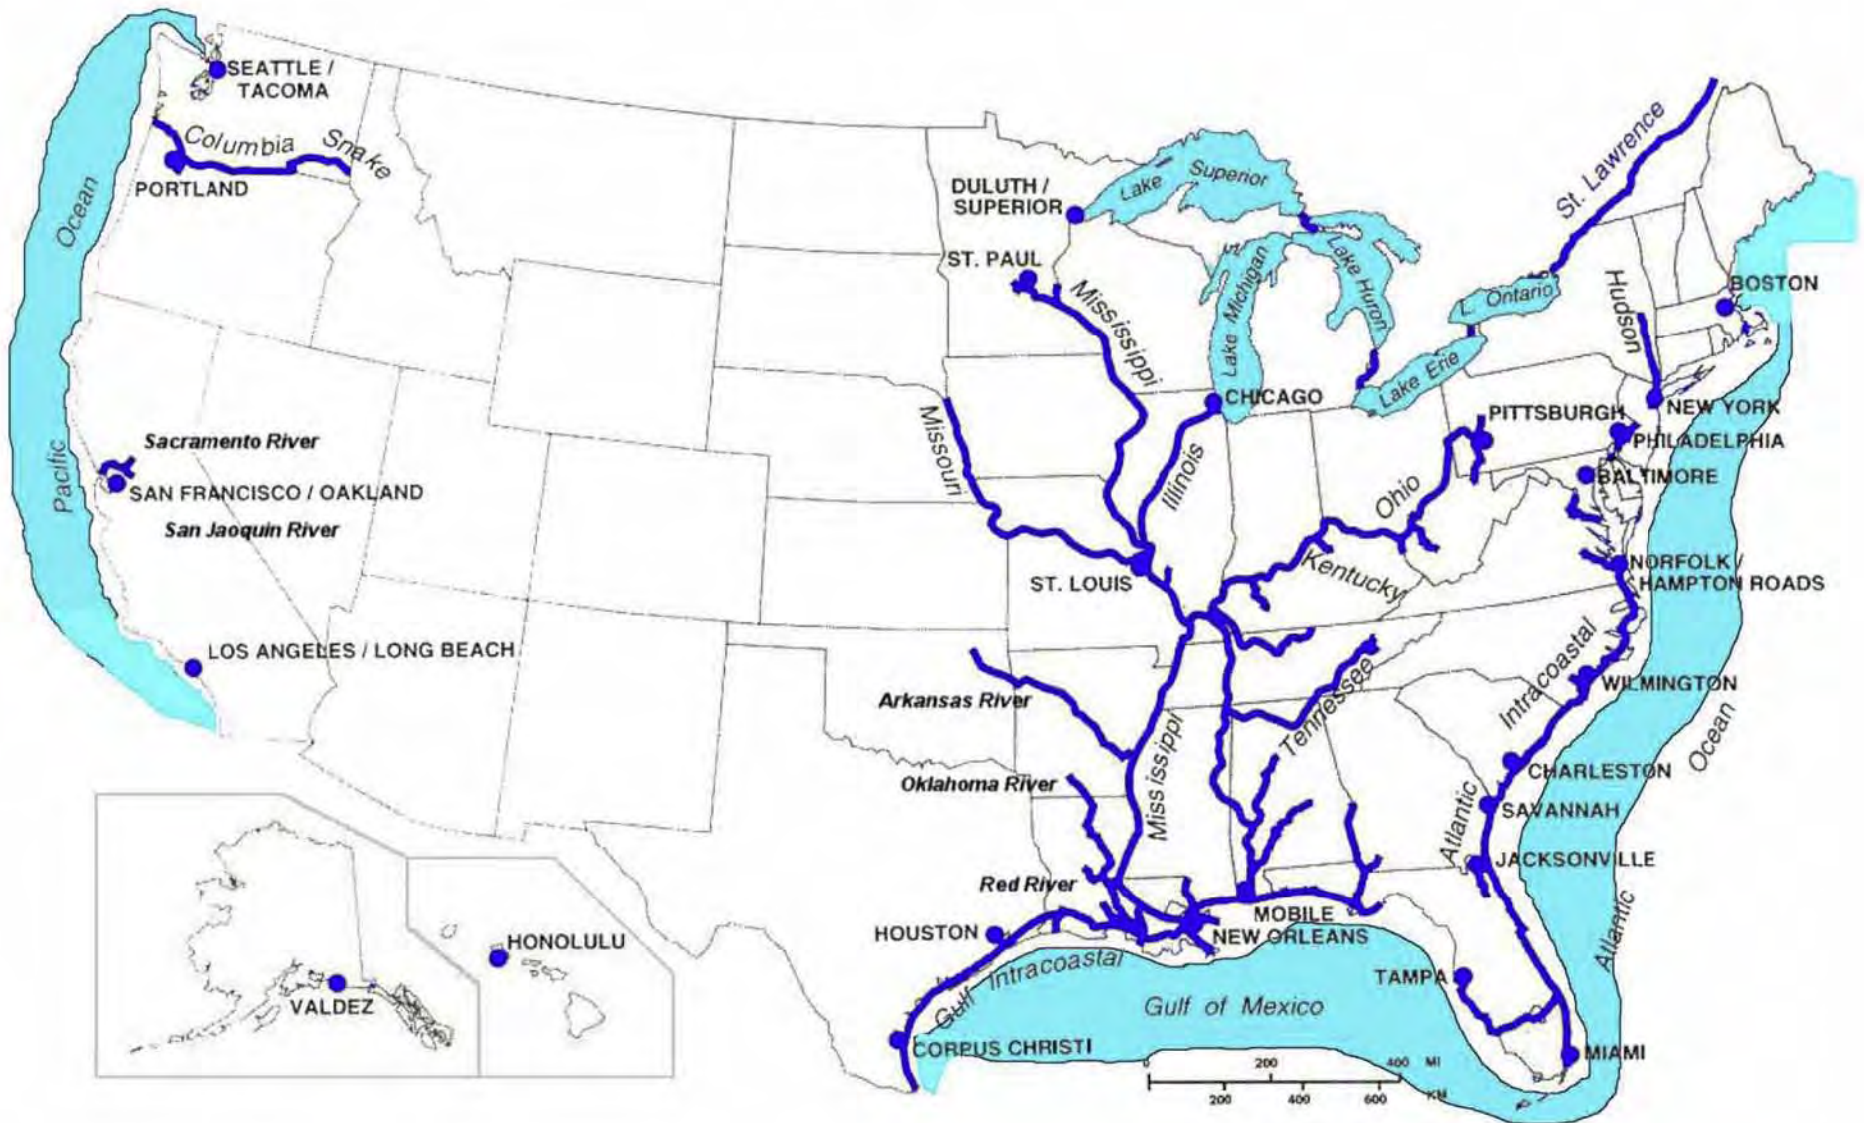 SEATTLE /
TACOMA
Columbia
Snake
PORTLAND
Ocean
Pacific
Sacramento River
SAN FRANCISCO / OAKLAND
San Jaoquin River
LOS ANGELES / LONG BEACH
DULUTH /
SUPERIOR
ST. PAUL
Lake Superior
Lake Michigan
Lake Huron
Ontario
Lake Erie
St. Lawrence
Hudson
BOSTON
NEW YORK
PITTSBURGH
PHILADELPHIA
BALTIMORE
Mississippi
CHICAGO
Missouri
Illinois
Ohio
Kentucky
ST. LOUIS
NORFOLK /
HAMPTON ROADS
Intracoastal
WILMINGTON
Ocean
Tennessee
Arkansas River
Mississippi
Oklahoma River
Red River
CHARLESTON
SAVANNAH
Atlantic
JACKSONVILLE
Atlantic
HOUSTON
MOBILE
NEW ORLEANS
Gulf Intracoastal
TAMPA
Gulf of Mexico
CORPUS CHRISTI
MIAMI
HONOLULU
VALDEZ
0 200 400 MI
200 400 600 KM